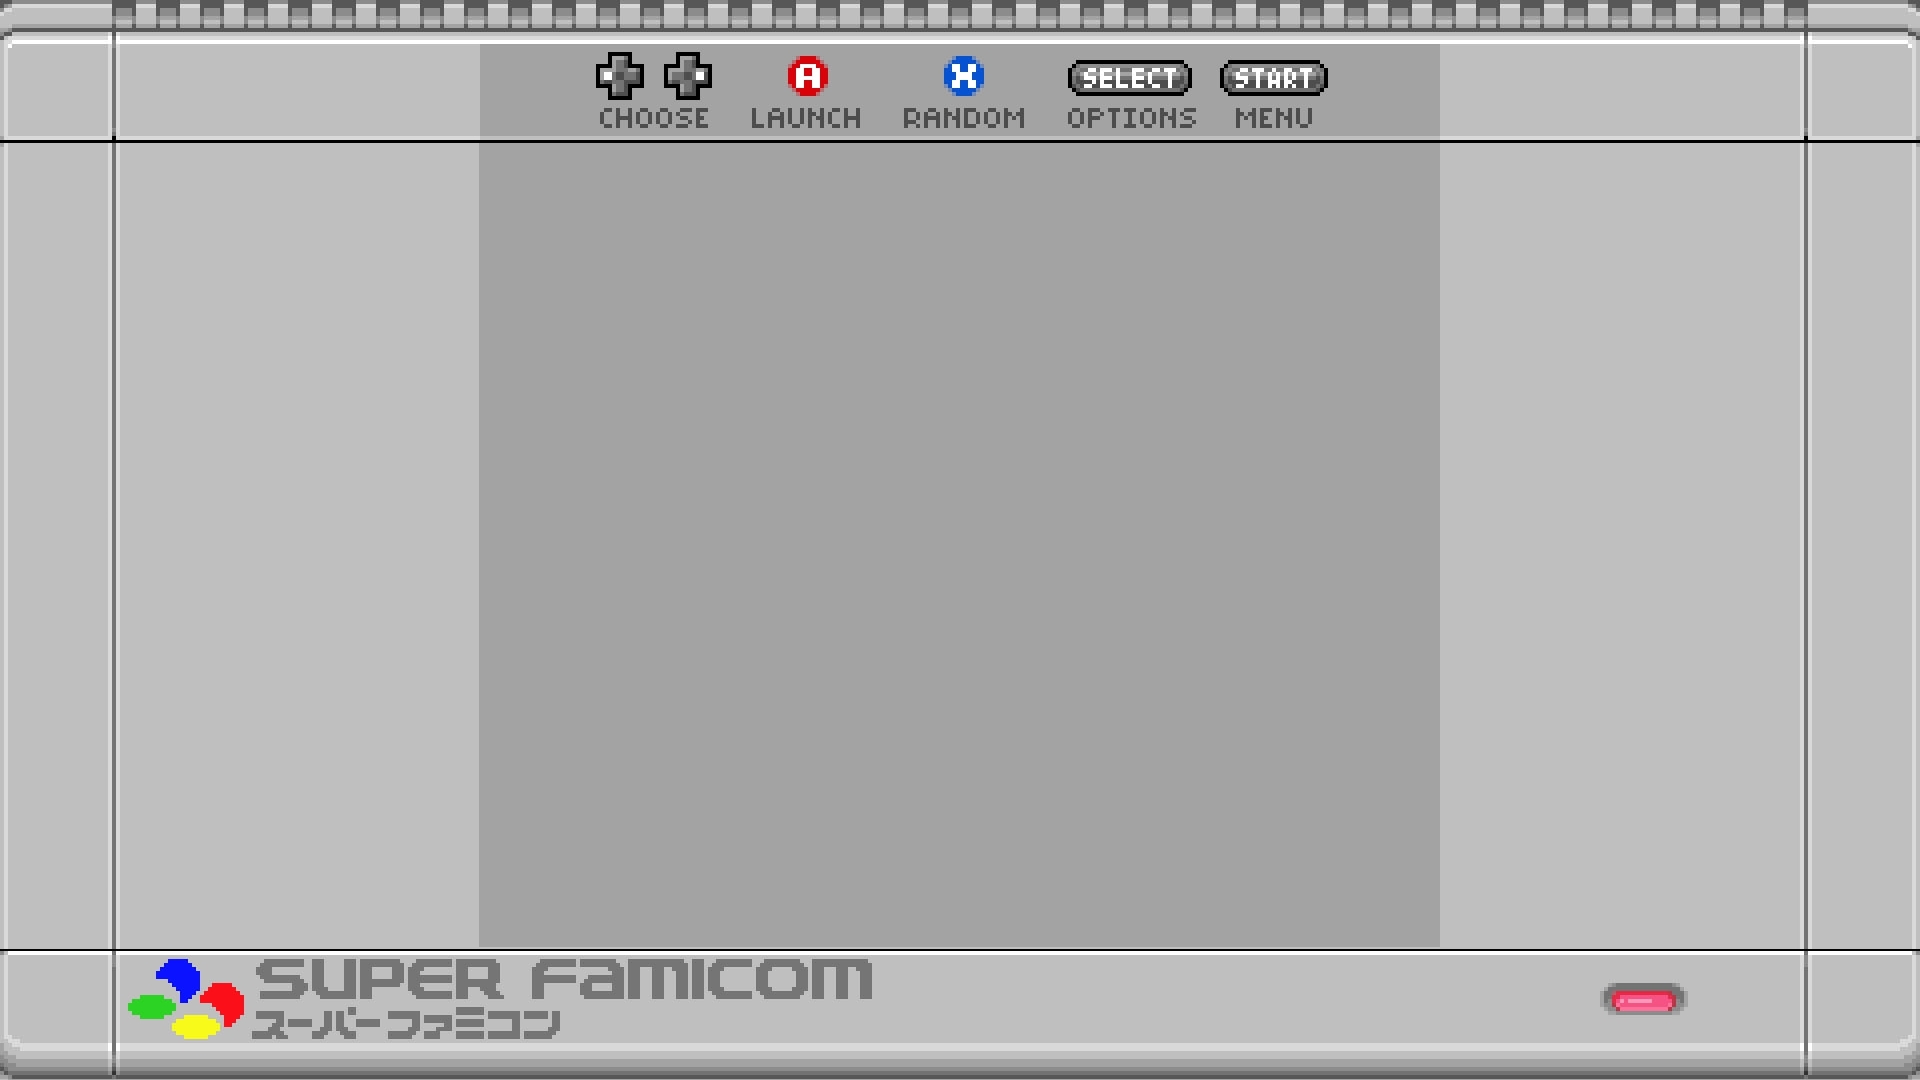 A X SELECT START
CHOOSE LAUNCH RANDOM OPTIONS MENU
SUPER FAMICOM
スーパーファミコン